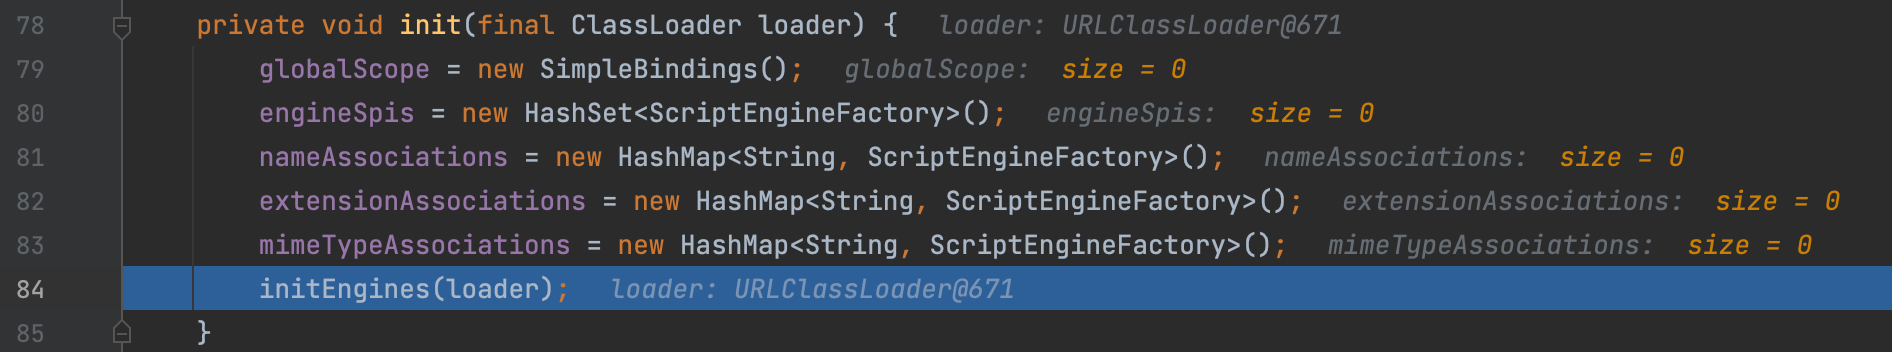 78 private void init(final ClassLoader loader) { loader: URLClassLoader@671
79 globalScope = new SimpleBindings(); globalScope: size = 0
80 engineSpis = new HashSet<ScriptEngineFactory>(); engineSpis: size = 0
81 nameAssociations = new HashMap<String, ScriptEngineFactory>(); nameAssociations: size = 0
82 extensionAssociations = new HashMap<String, ScriptEngineFactory>(); extensionAssociations: size = 0
83 mimeTypeAssociations = new HashMap<String, ScriptEngineFactory>(); mimeTypeAssociations: size = 0
84 initEngines(loader); loader: URLClassLoader@671
85 }